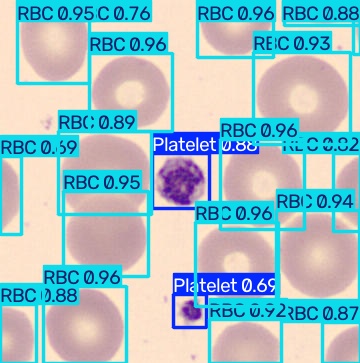 RBC 0.95
C 0.76
RBC 0.96
RBC 0.88
RBC 0.96
RBC 0.93
RBC 0.89
RBC 0.96
RBC 0.69
Platelet 0.88
RBC 0.82
RBC 0.95
RBC 0.94
RBC 0.96
RBC 0.96
Platelet 0.69
RBC 0.88
RBC 0.92
RBC 0.87